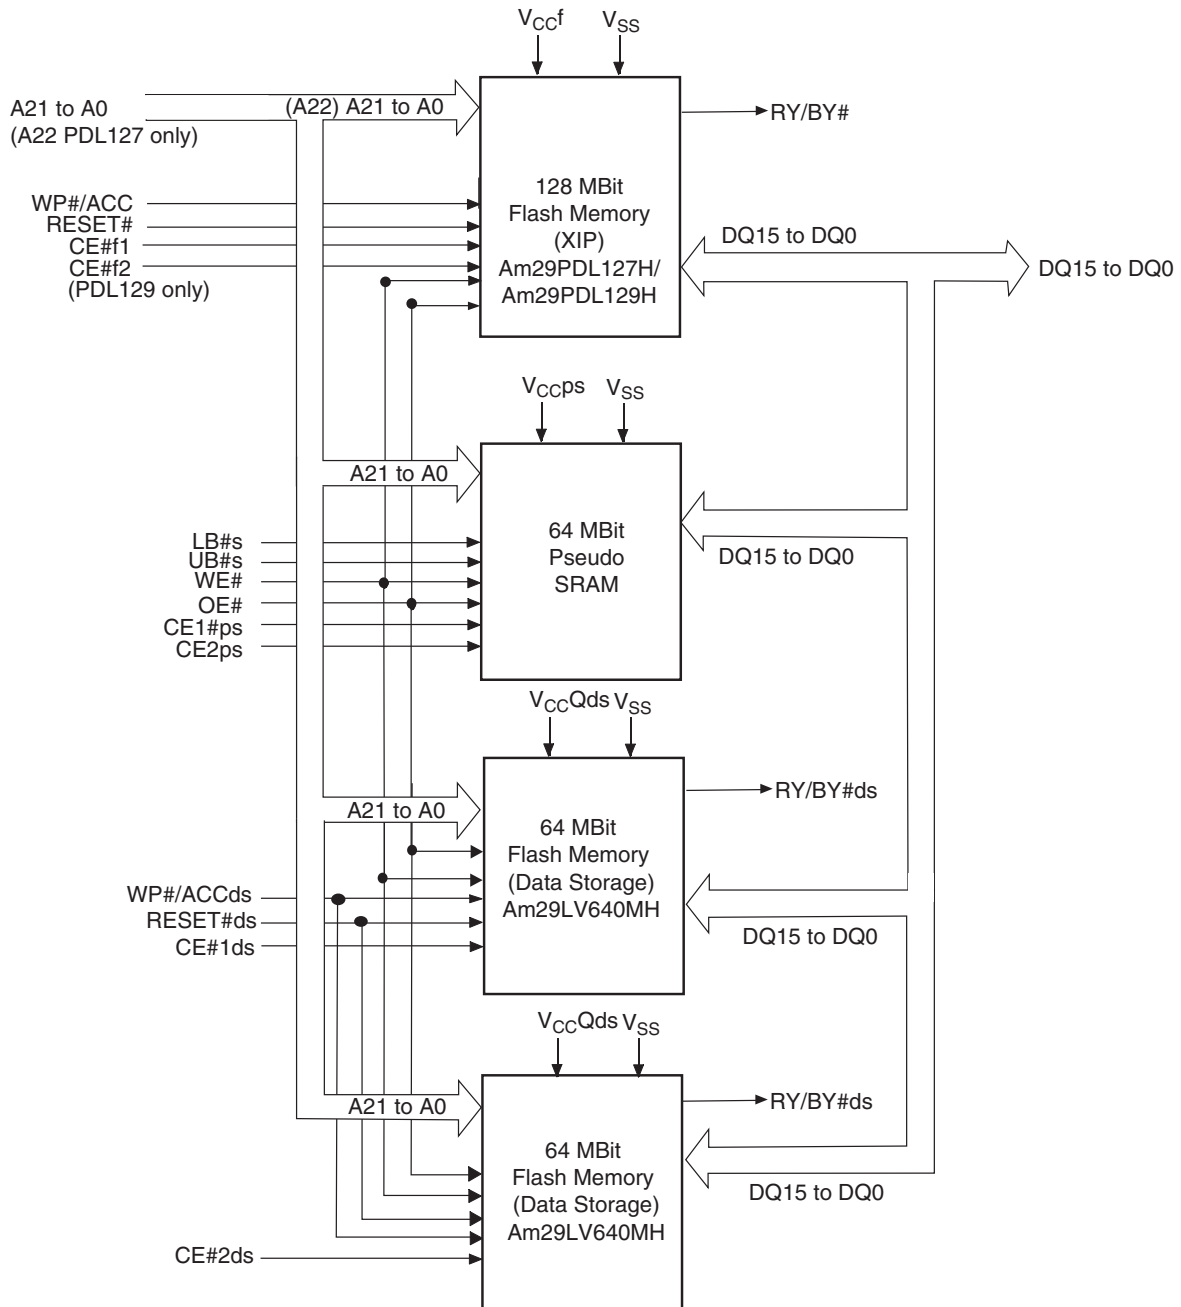 V_CCf V_SS
A21 to A0
(A22 PDL127 only)
(A22) A21 to A0
RY/BY#
WP#/ACC
RESET#
CE#f1
CE#f2
(PDL129 only)
128 MBit
Flash Memory
(XIP)
Am29PDL127H/
Am29PDL129H
DQ15 to DQ0
DQ15 to DQ0
V_CCps V_SS
A21 to A0
LB#s
UB#s
WE#
OE#
CE1#ps
CE2ps
64 MBit
Pseudo
SRAM
DQ15 to DQ0
V_CCQds V_SS
A21 to A0
RY/BY#ds
WP#/ACCds
RESET#ds
CE#1ds
64 MBit
Flash Memory
(Data Storage)
Am29LV640MH
DQ15 to DQ0
V_CCQds V_SS
A21 to A0
RY/BY#ds
64 MBit
Flash Memory
(Data Storage)
Am29LV640MH
DQ15 to DQ0
CE#2ds